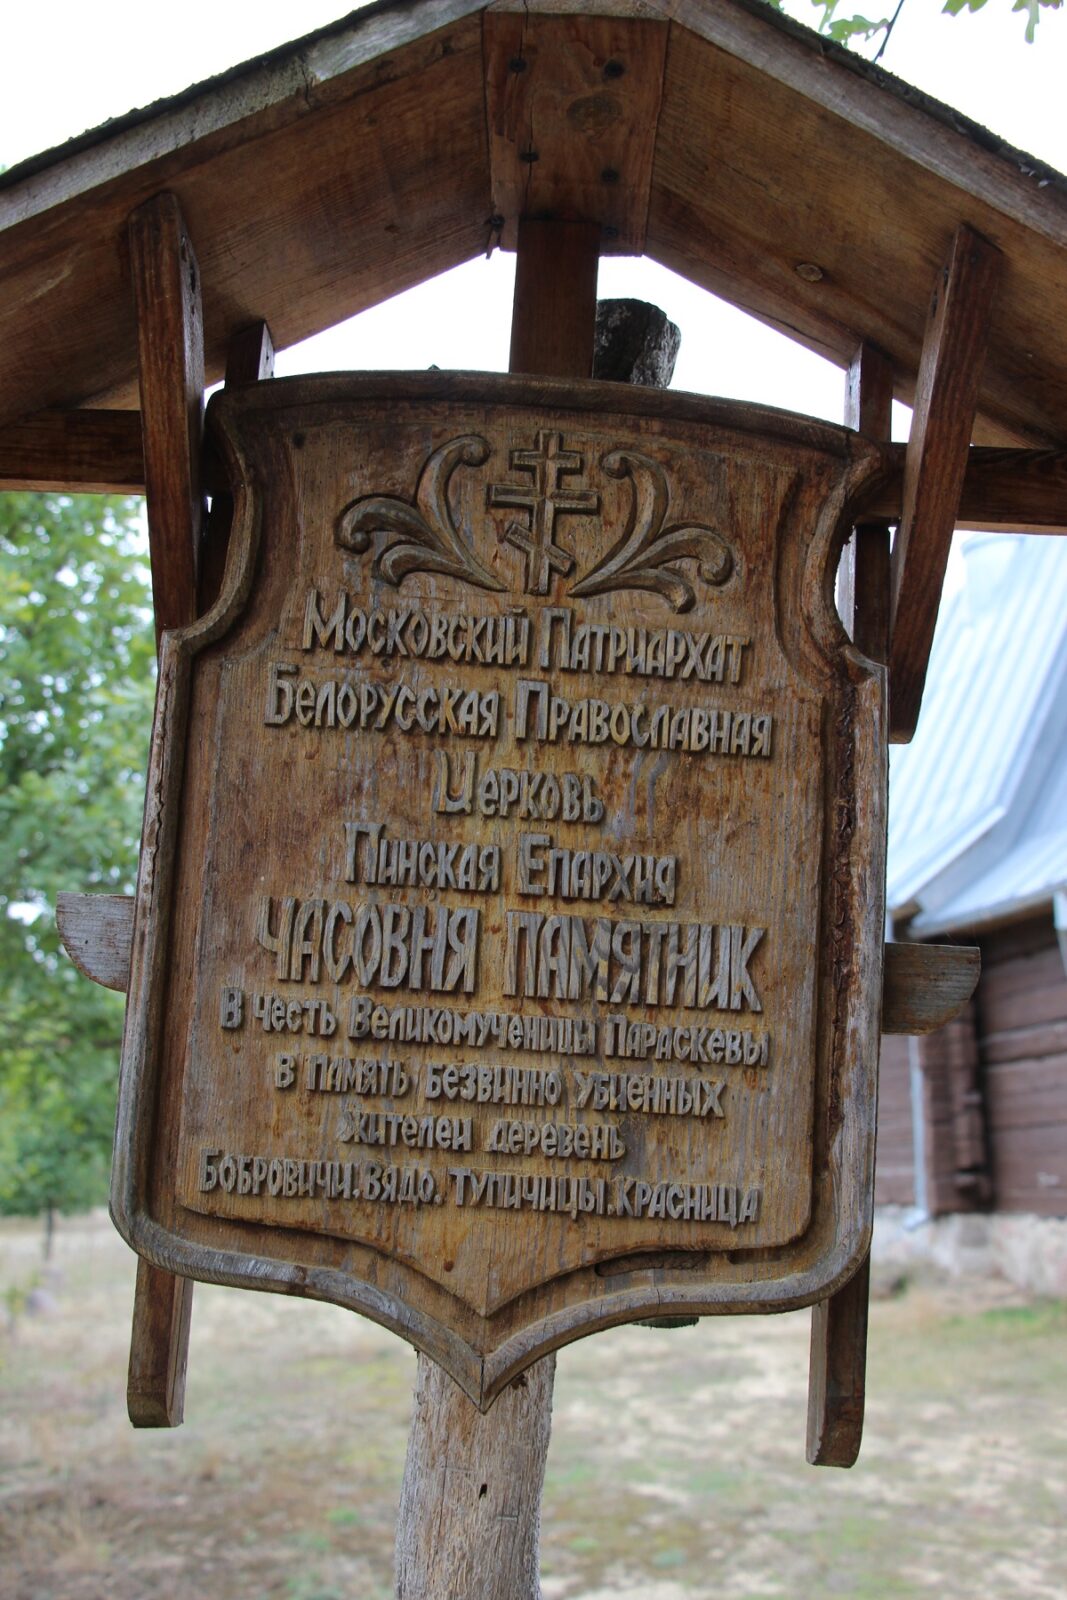 Московский Патриархат
Белорусская Православная
Церковь
Пинская Епархия
ЧАСОВНЯ ПАМЯТНИК
В честь Великомученицы Параскевы
в память безвинно убиенных
жителей деревень
Бобровичи. вядо. тупичицы. красница